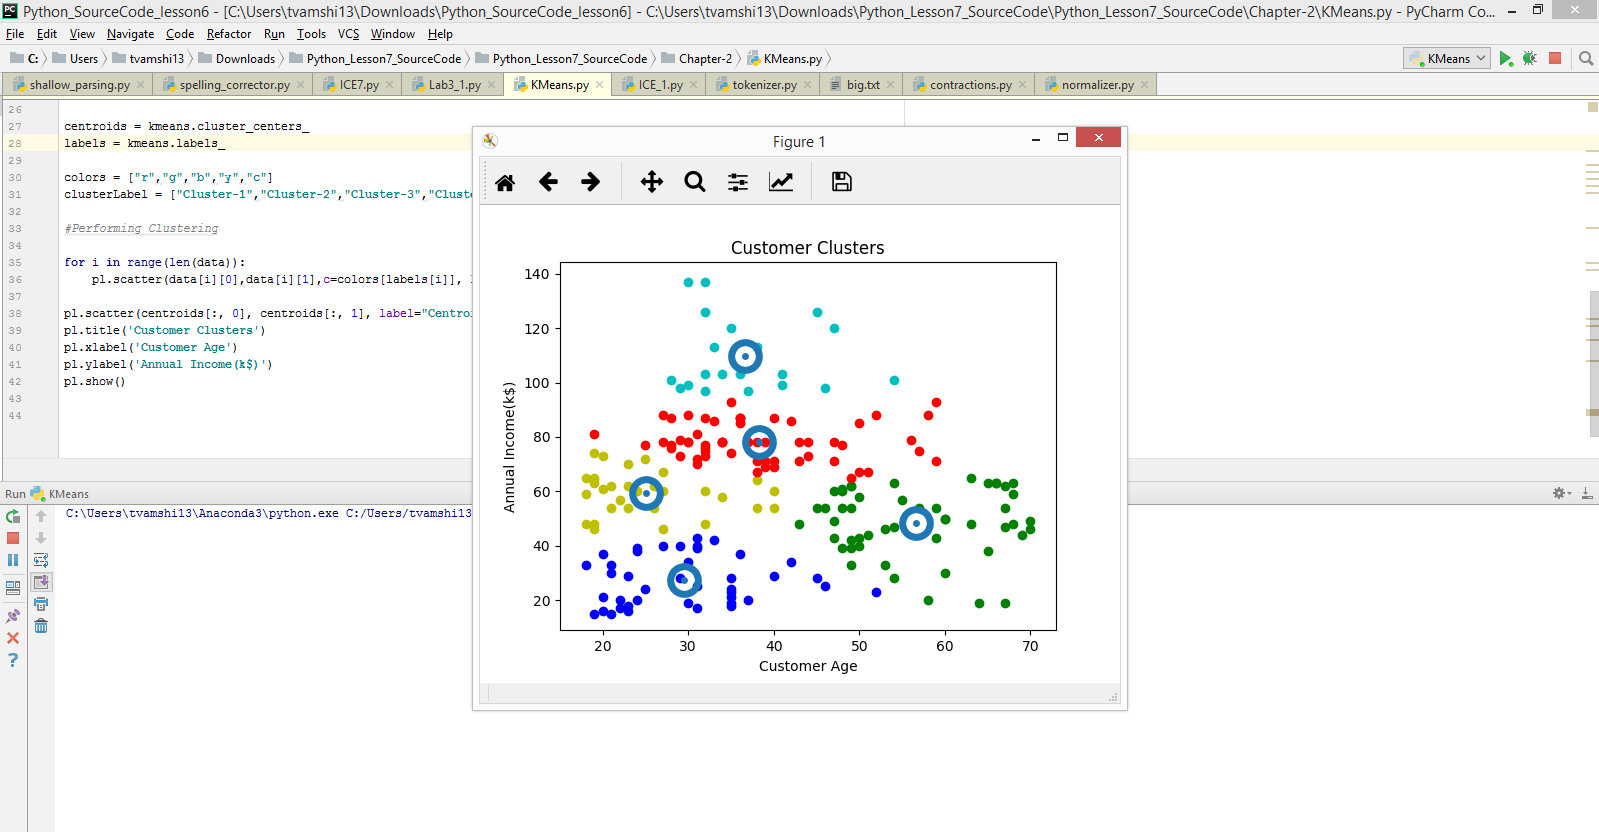 Python_SourceCode_lesson6 - [C:\Users\tvamshi13\Downloads\Python_SourceCode_lesson6] - C:\Users\tvamshi13\Downloads\Python_Lesson7_SourceCode\Python_Lesson7_SourceCode\Chapter-2\KMeans.py - PyCharm Co...
File Edit View Navigate Code Refactor Run Tools VCS Window Help
C: Users tvamshi13 Downloads Python_Lesson7_SourceCode Python_Lesson7_SourceCode Chapter-2 KMeans.py KMeans
shallow_parsing.py spelling_corrector.py ICE7.py Lab3_1.py KMeans.py ICE_1.py tokenizer.py big.txt contractions.py normalizer.py
26
27 centroids = kmeans.cluster_centers_
28 labels = kmeans.labels_
29
30 colors = ["r","g","b","y","c"]
31 clusterLabel = ["Cluster-1","Cluster-2","Cluster-3","Cluste
32
33 #Performing Clustering
34
35 for i in range(len(data)):
36 pl.scatter(data[i][0],data[i][1],c=colors[labels[i]],
37
38 pl.scatter(centroids[:, 0], centroids[:, 1], label="Centroi
39 pl.title('Customer Clusters')
40 pl.xlabel('Customer Age')
41 pl.ylabel('Annual Income(k$)')
42 pl.show()
43
44
Figure 1
Customer Clusters
140
120
100
80
60
40
20
Annual Income(k$)
20 30 40 50 60 70
Customer Age
Run KMeans
C:\Users\tvamshi13\Anaconda3\python.exe C:/Users/tvamshi13